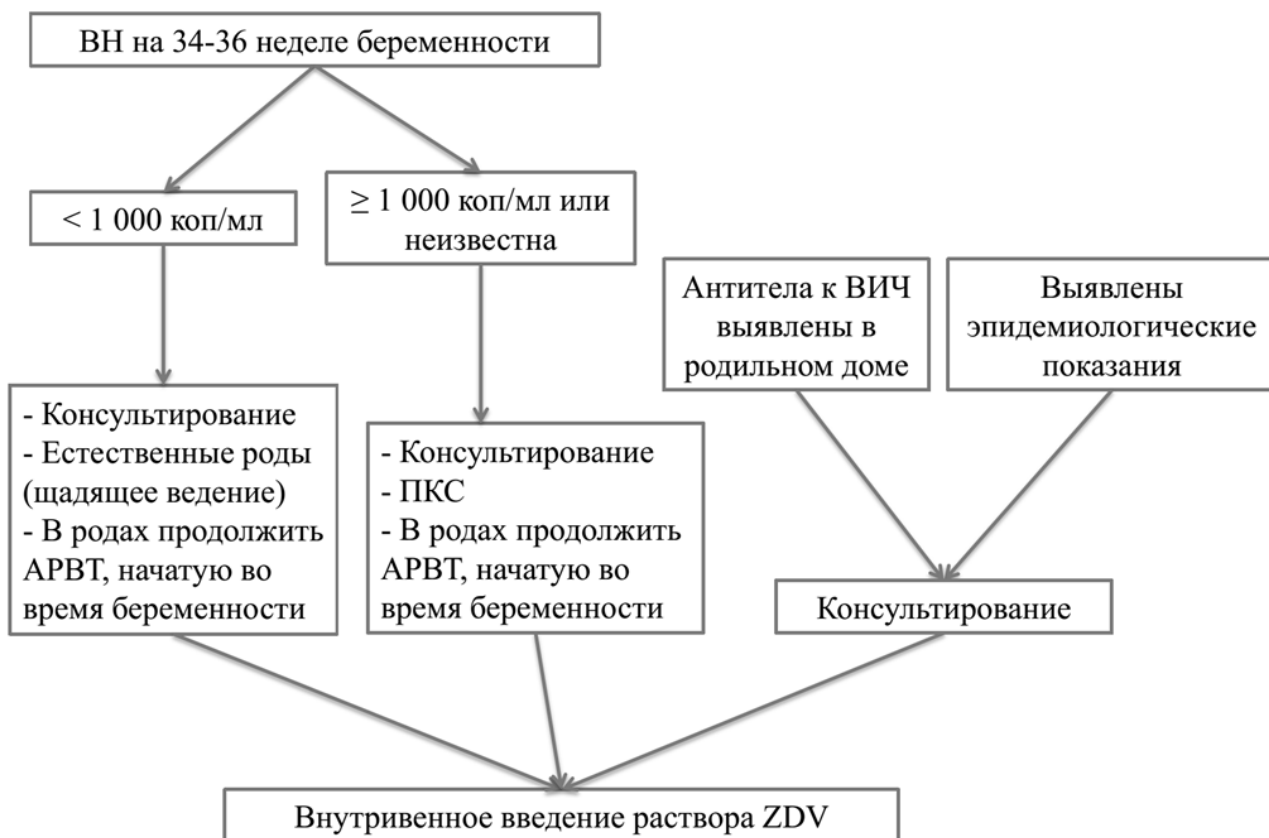 ВН на 34-36 неделе беременности
< 1 000 коп/мл
≥ 1 000 коп/мл или
неизвестна
Антитела к ВИЧ
выявлены в
родильном доме
Выявлены
эпидемиологические
показания
- Консультирование
- Естественные роды
(щадящее ведение)
- В родах продолжить
АРВТ, начатую во
время беременности
- Консультирование
- ПКС
- В родах продолжить
АРВТ, начатую во
время беременности
Консультирование
Внутривенное введение раствора ZDV